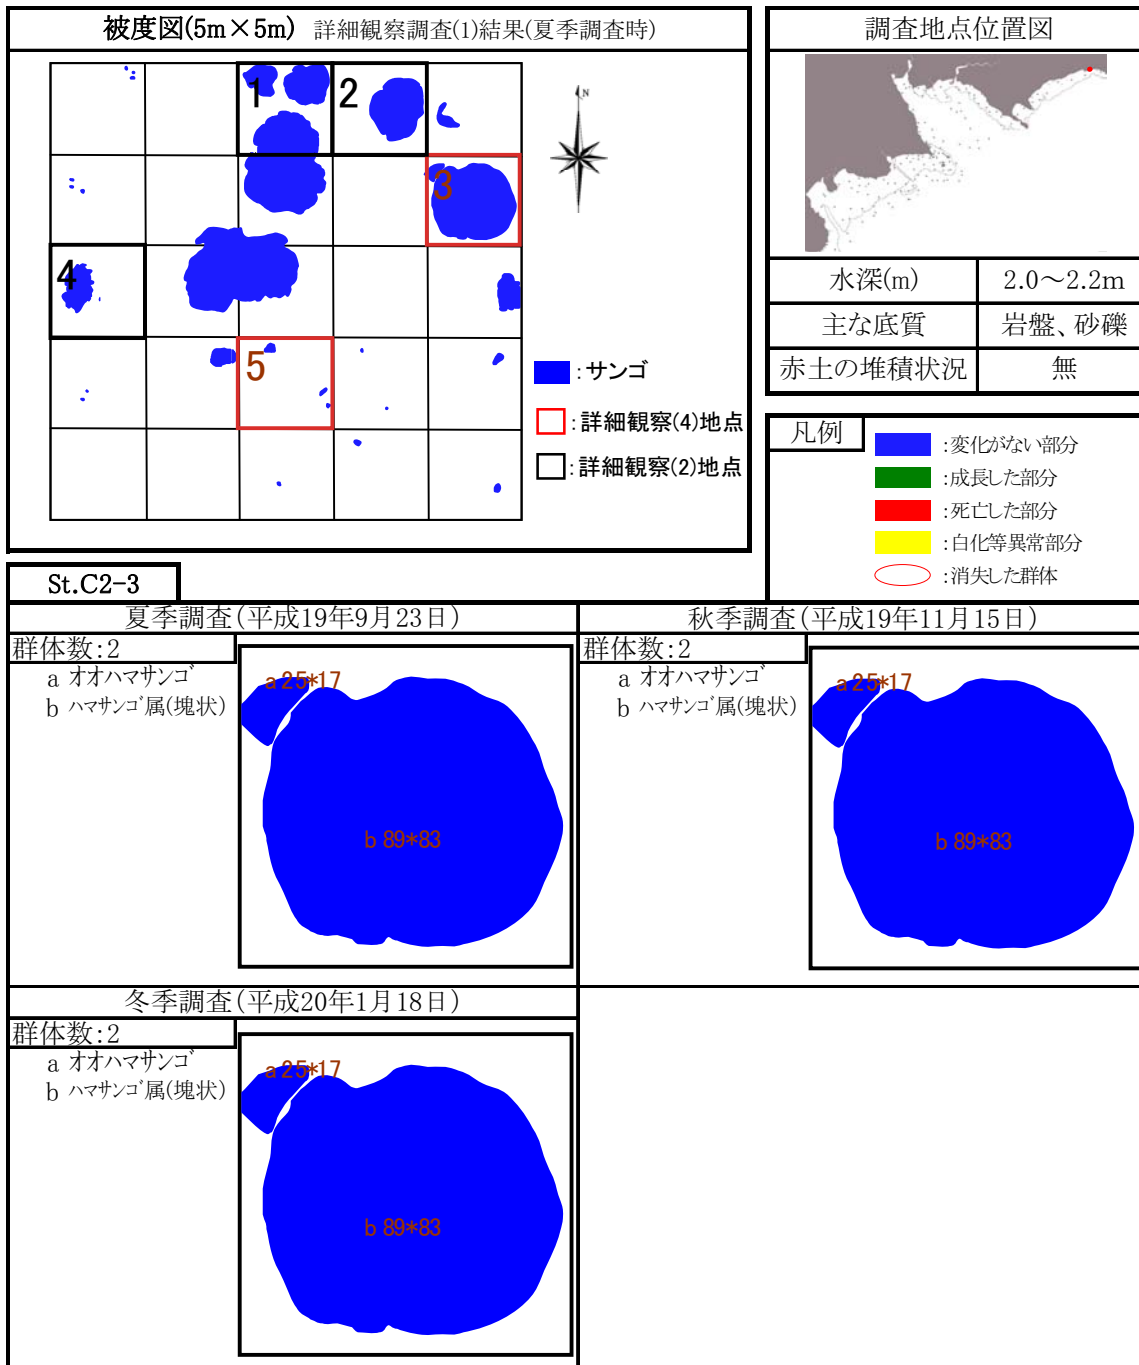 被度図(5m×5m) 詳細観察調査(1)結果(夏季調査時)
1
2
3
4
5
N
:サンゴ
:詳細観察(4)地点
:詳細観察(2)地点
調査地点位置図
水深(m) 2.0～2.2m
主な底質 岩盤、砂礫
赤土の堆積状況 無
凡例
:変化がない部分
:成長した部分
:死亡した部分
:白化等異常部分
:消失した群体
St.C2-3
夏季調査(平成19年9月23日)
群体数:2
a オオハマサンゴ
b ハマサンゴ属(塊状)
a 25*17
b 89*83
秋季調査(平成19年11月15日)
群体数:2
a オオハマサンゴ
b ハマサンゴ属(塊状)
a 25*17
b 89*83
冬季調査(平成20年1月18日)
群体数:2
a オオハマサンゴ
b ハマサンゴ属(塊状)
a 25*17
b 89*83